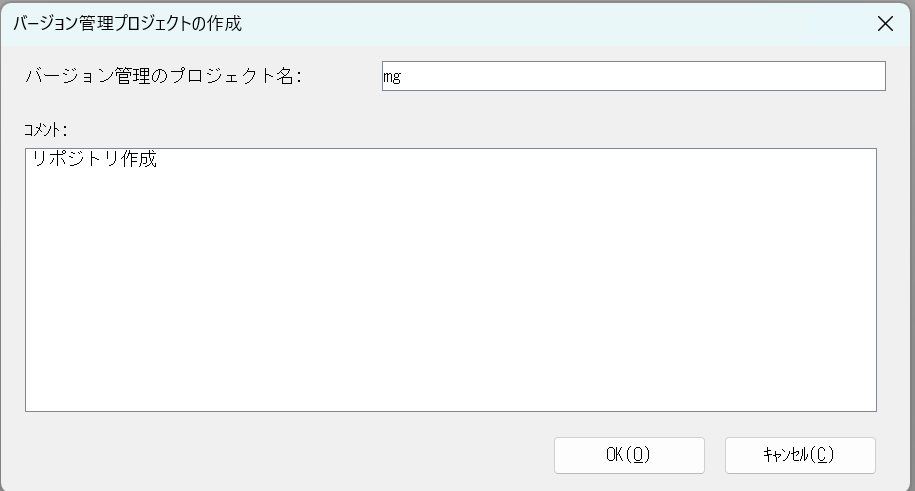 バージョン管理プロジェクトの作成
バージョン管理のプロジェクト名: mg
ｺﾒﾝﾄ:
リポジトリ作成
OK(O) ｷｬﾝｾﾙ(C)